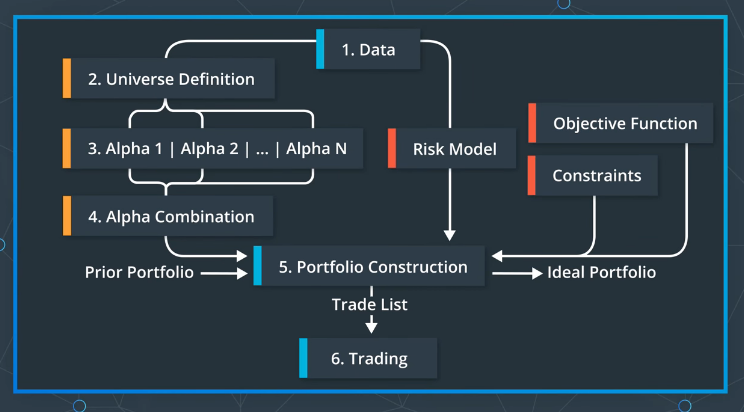 1. Data
2. Universe Definition
3. Alpha 1 | Alpha 2 | ... | Alpha N
Risk Model
Objective Function
Constraints
4. Alpha Combination
Prior Portfolio
5. Portfolio Construction
Ideal Portfolio
Trade List
6. Trading